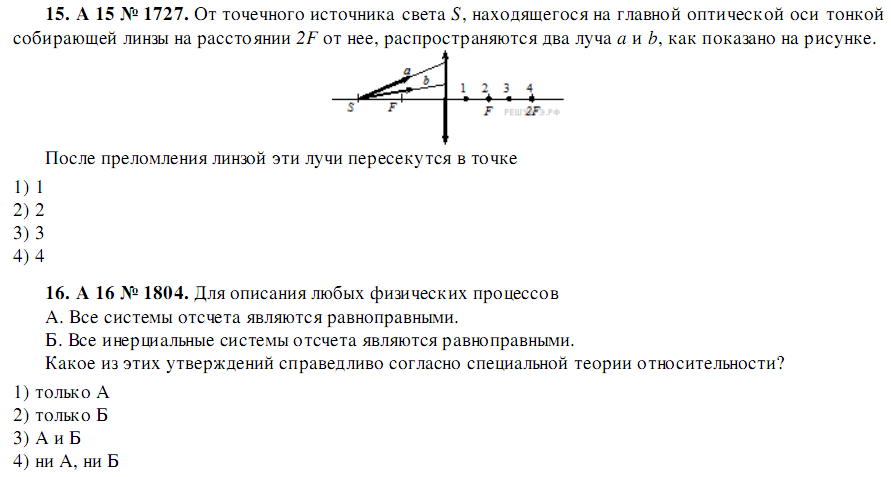 15. А 15 № 1727. От точечного источника света S, находящегося на главной оптической оси тонкой
собирающей линзы на расстоянии 2F от нее, распространяются два луча a и b, как показано на рисунке.
a
b
1 2 3 4
S F F 2F
После преломления линзой эти лучи пересекутся в точке
1) 1
2) 2
3) 3
4) 4
16. А 16 № 1804. Для описания любых физических процессов
А. Все системы отсчета являются равноправными.
Б. Все инерциальные системы отсчета являются равноправными.
Какое из этих утверждений справедливо согласно специальной теории относительности?
1) только А
2) только Б
3) А и Б
4) ни А, ни Б